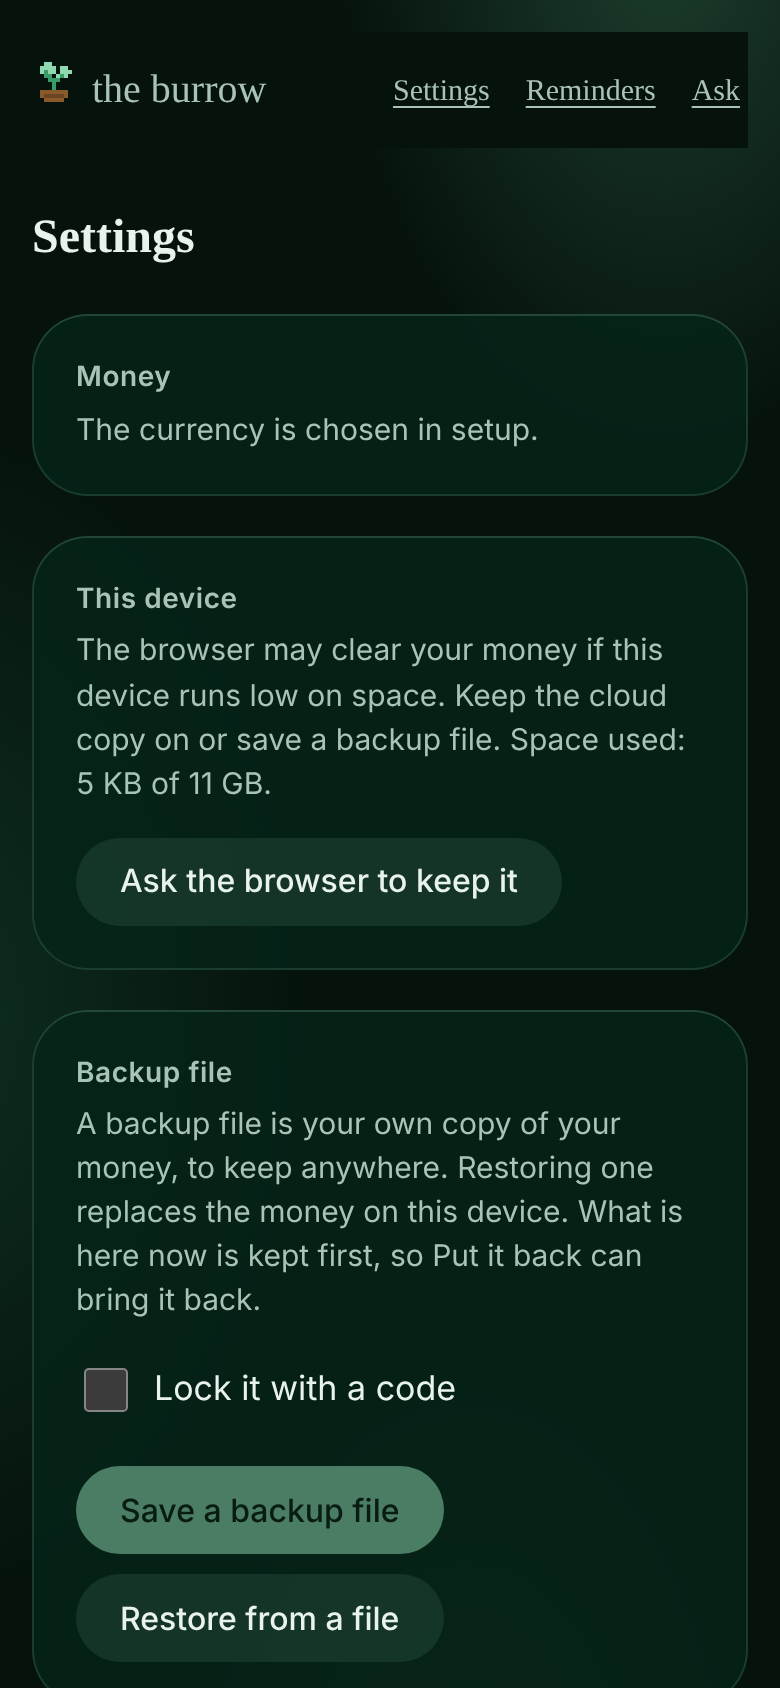 the burrow
Settings Reminders Ask
Settings
Money
The currency is chosen in setup.
This device
The browser may clear your money if this
device runs low on space. Keep the cloud
copy on or save a backup file. Space used:
5 KB of 11 GB.
Ask the browser to keep it
Backup file
A backup file is your own copy of your
money, to keep anywhere. Restoring one
replaces the money on this device. What is
here now is kept first, so Put it back can
bring it back.
Lock it with a code
Save a backup file
Restore from a file